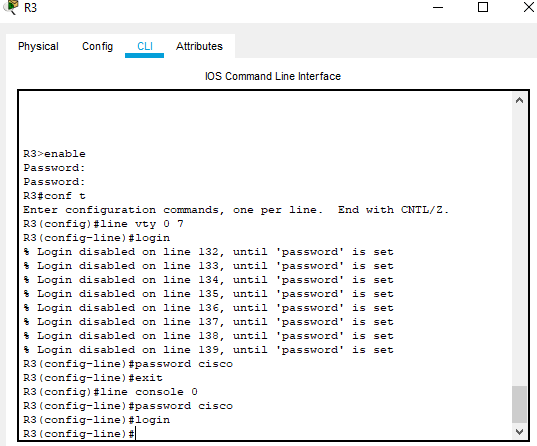 R3
Physical Config CLI Attributes
IOS Command Line Interface
R3>enable
Password:
Password:
R3#conf t
Enter configuration commands, one per line.  End with CNTL/Z.
R3(config)#line vty 0 7
R3(config-line)#login
% Login disabled on line 132, until 'password' is set
% Login disabled on line 133, until 'password' is set
% Login disabled on line 134, until 'password' is set
% Login disabled on line 135, until 'password' is set
% Login disabled on line 136, until 'password' is set
% Login disabled on line 137, until 'password' is set
% Login disabled on line 138, until 'password' is set
% Login disabled on line 139, until 'password' is set
R3(config-line)#password cisco
R3(config-line)#exit
R3(config)#line console 0
R3(config-line)#password cisco
R3(config-line)#login
R3(config-line)#